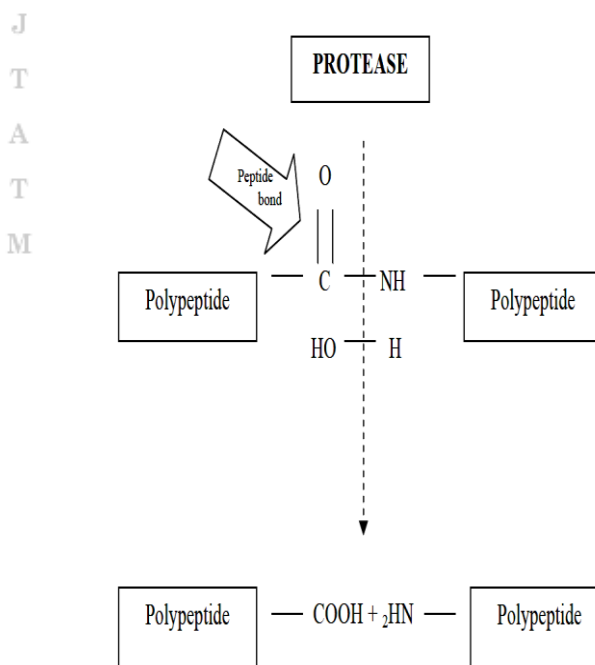 J
T
A
T
M
PROTEASE
Peptide
bond
O
Polypeptide — C — NH — Polypeptide
HO — H
Polypeptide — COOH + ₂HN — Polypeptide